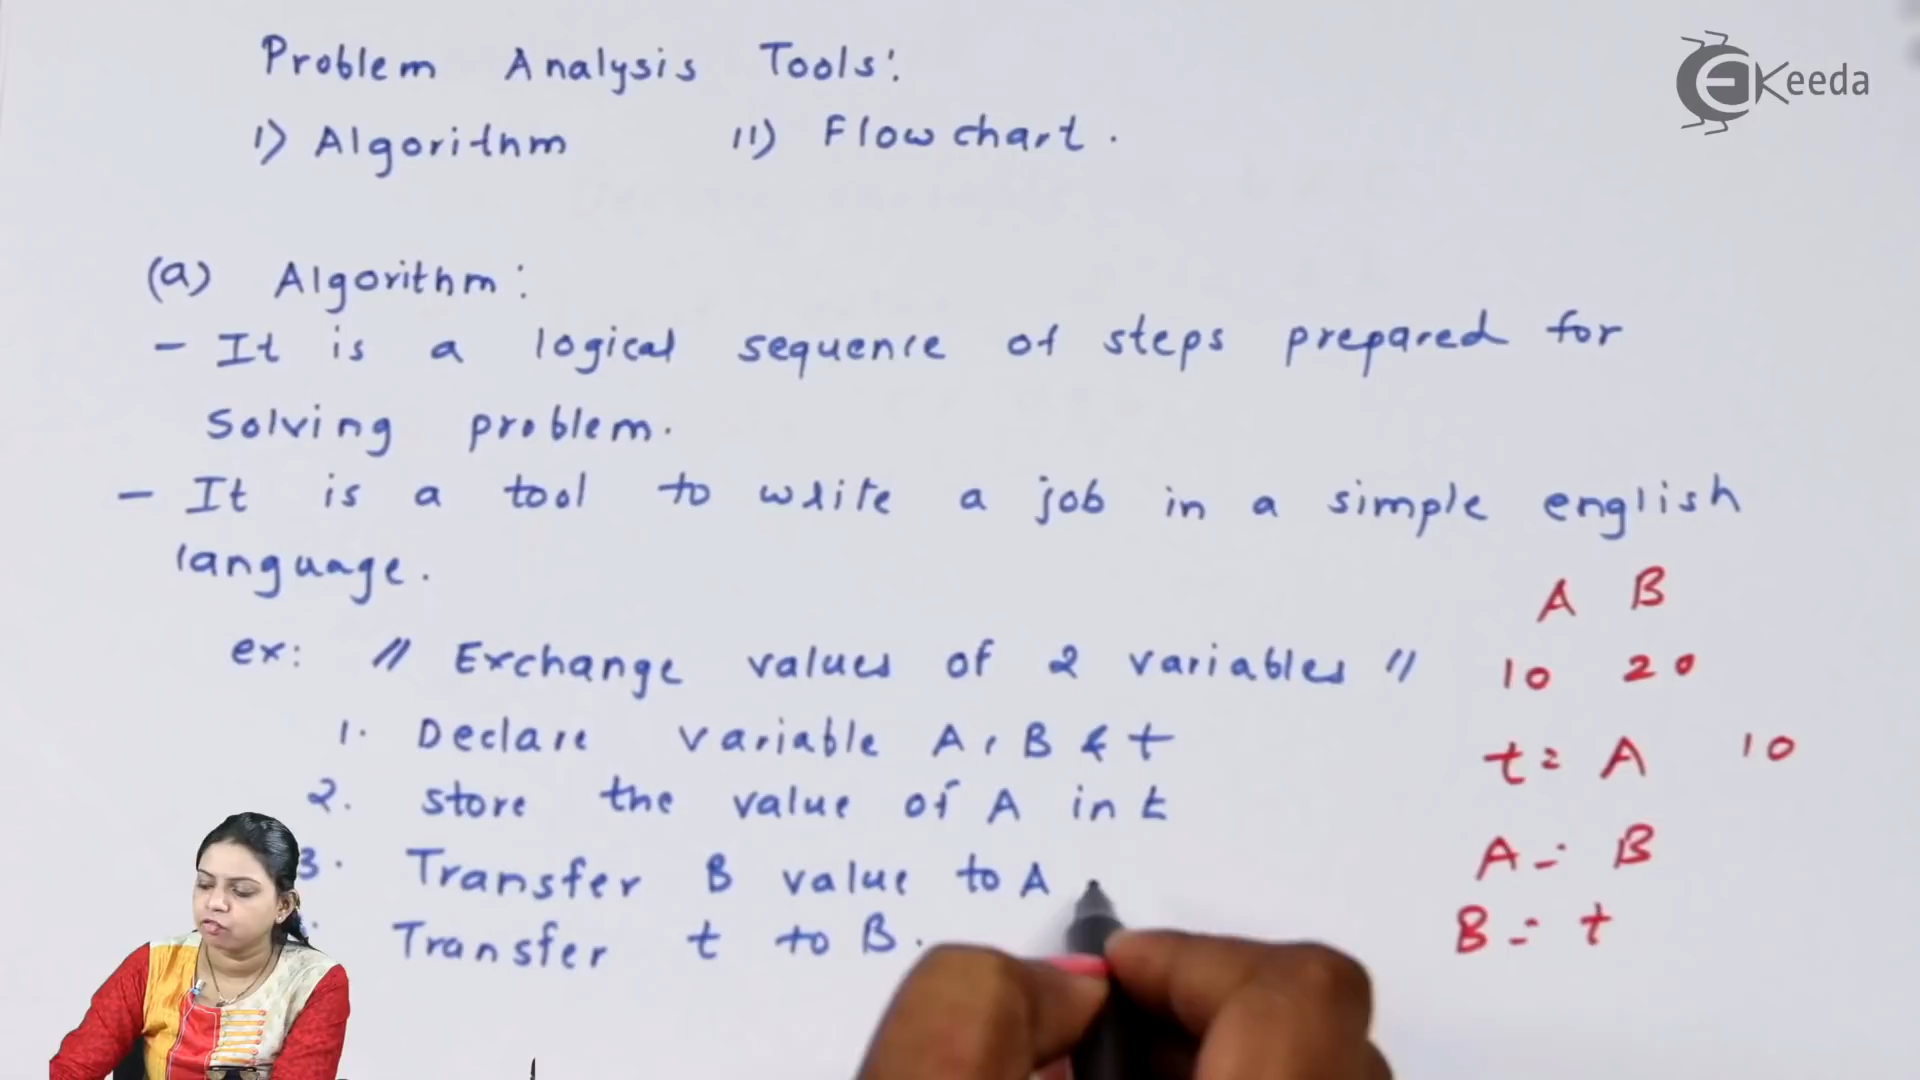 Problem Analysis Tools:
EKeeda
1) Algorithm 11) Flow chart.
(a) Algorithm:
- It is a logical sequence of steps prepared for
Solving problem.
- It is a tool to write a job in a simple english
language.
A B
ex: // Exchange values of 2 variables //
10 20
1. Declare variable A, B & t
t = A 10
2. store the value of A in t
3. Transfer B value to A
A = B
Transfer t to B.
B = t